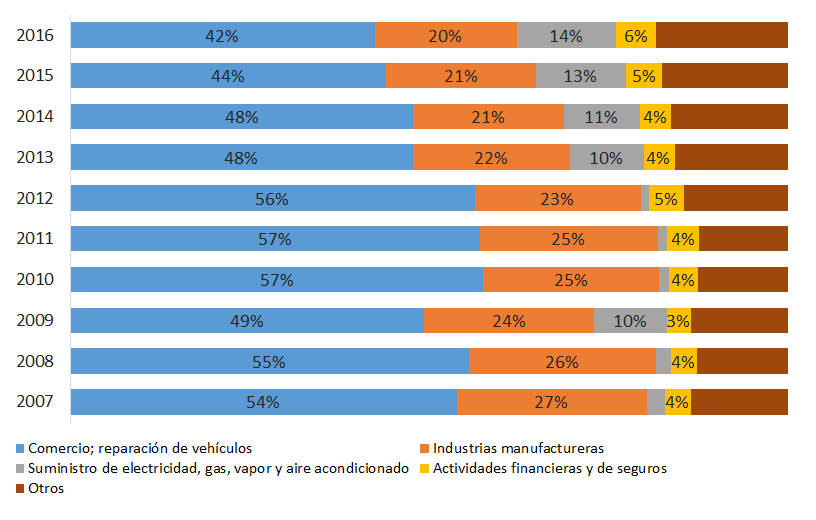 2016 42% 20% 14% 6%
2015 44% 21% 13% 5%
2014 48% 21% 11% 4%
2013 48% 22% 10% 4%
2012 56% 23% 5%
2011 57% 25% 4%
2010 57% 25% 4%
2009 49% 24% 10% 3%
2008 55% 26% 4%
2007 54% 27% 4%
Comercio; reparación de vehículos Industrias manufactureras
Suministro de electricidad, gas, vapor y aire acondicionado Actividades financieras y de seguros
Otros